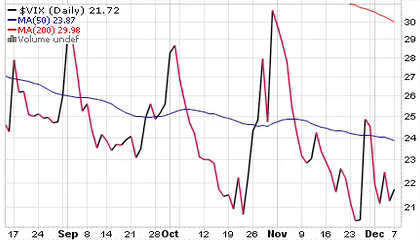 $VIX (Daily) 21.72
MA(50) 23.87
MA(200) 29.98
Volume undef
30
29
28
27
26
25
24
23
22
21
17 24 Sep 8 14 21 28 Oct 12 19 26 Nov 9 16 23 Dec 7